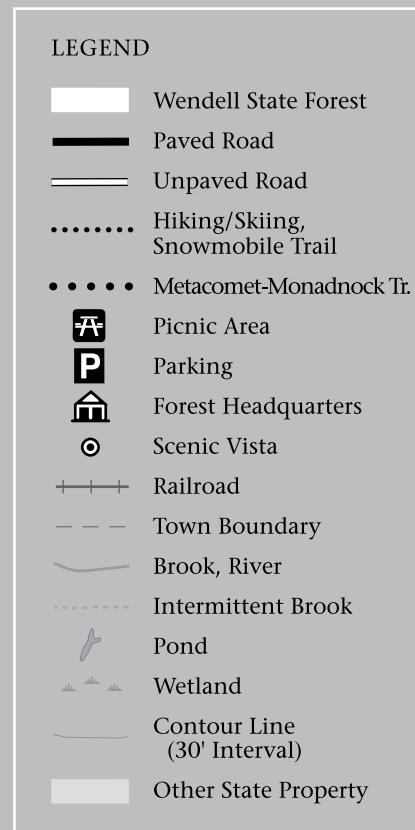 LEGEND
Wendell State Forest
Paved Road
Unpaved Road
Hiking/Skiing,
Snowmobile Trail
Metacomet-Monadnock Tr.
Picnic Area
P Parking
Forest Headquarters
Scenic Vista
Railroad
Town Boundary
Brook, River
Intermittent Brook
Pond
Wetland
Contour Line
(30' Interval)
Other State Property